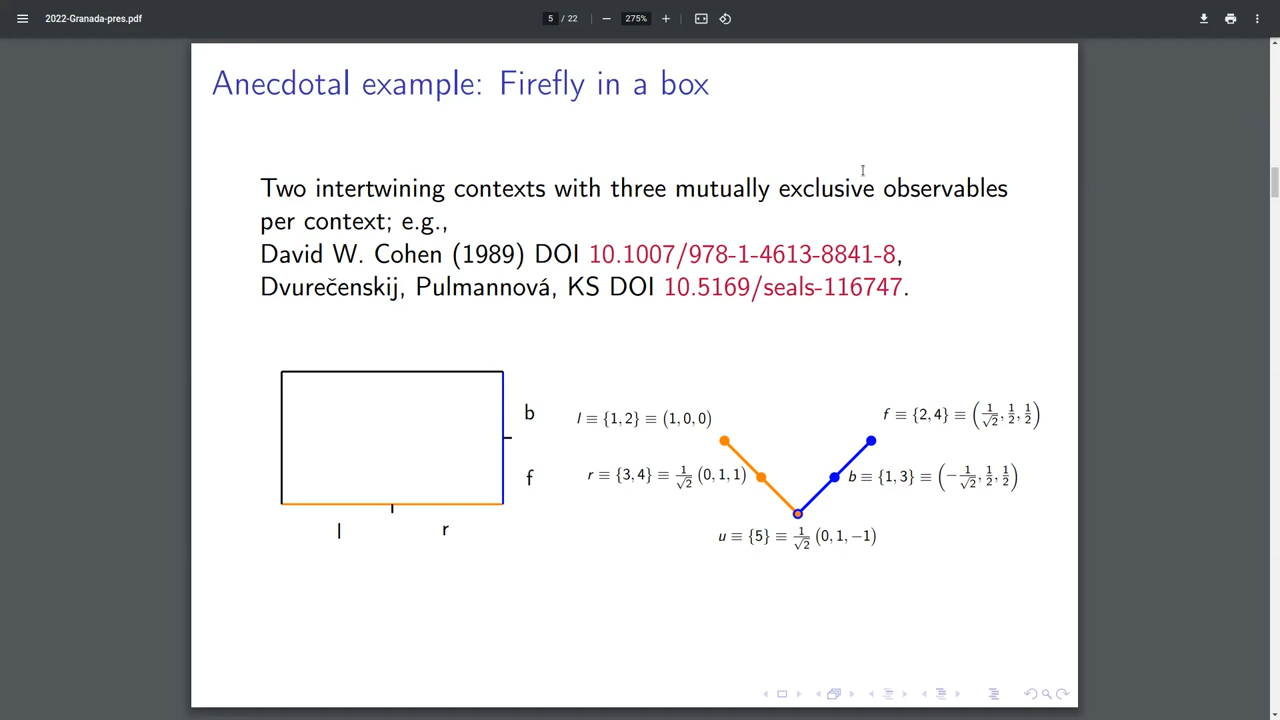 2022-Granada-pres.pdf
5 / 22
275%
Anecdotal example: Firefly in a box
Two intertwining contexts with three mutually exclusive observables
per context; e.g.,
David W. Cohen (1989) DOI 10.1007/978-1-4613-8841-8,
Dvurečenskij, Pulmannová, KS DOI 10.5169/seals-116747.
b
f
l
r
l ≡ {1, 2} ≡ (1, 0, 0)
f ≡ {2, 4} ≡ (1/√2, 1/2, 1/2)
r ≡ {3, 4} ≡ 1/√2 (0, 1, 1)
b ≡ {1, 3} ≡ (−1/√2, 1/2, 1/2)
u ≡ {5} ≡ 1/√2 (0, 1, −1)